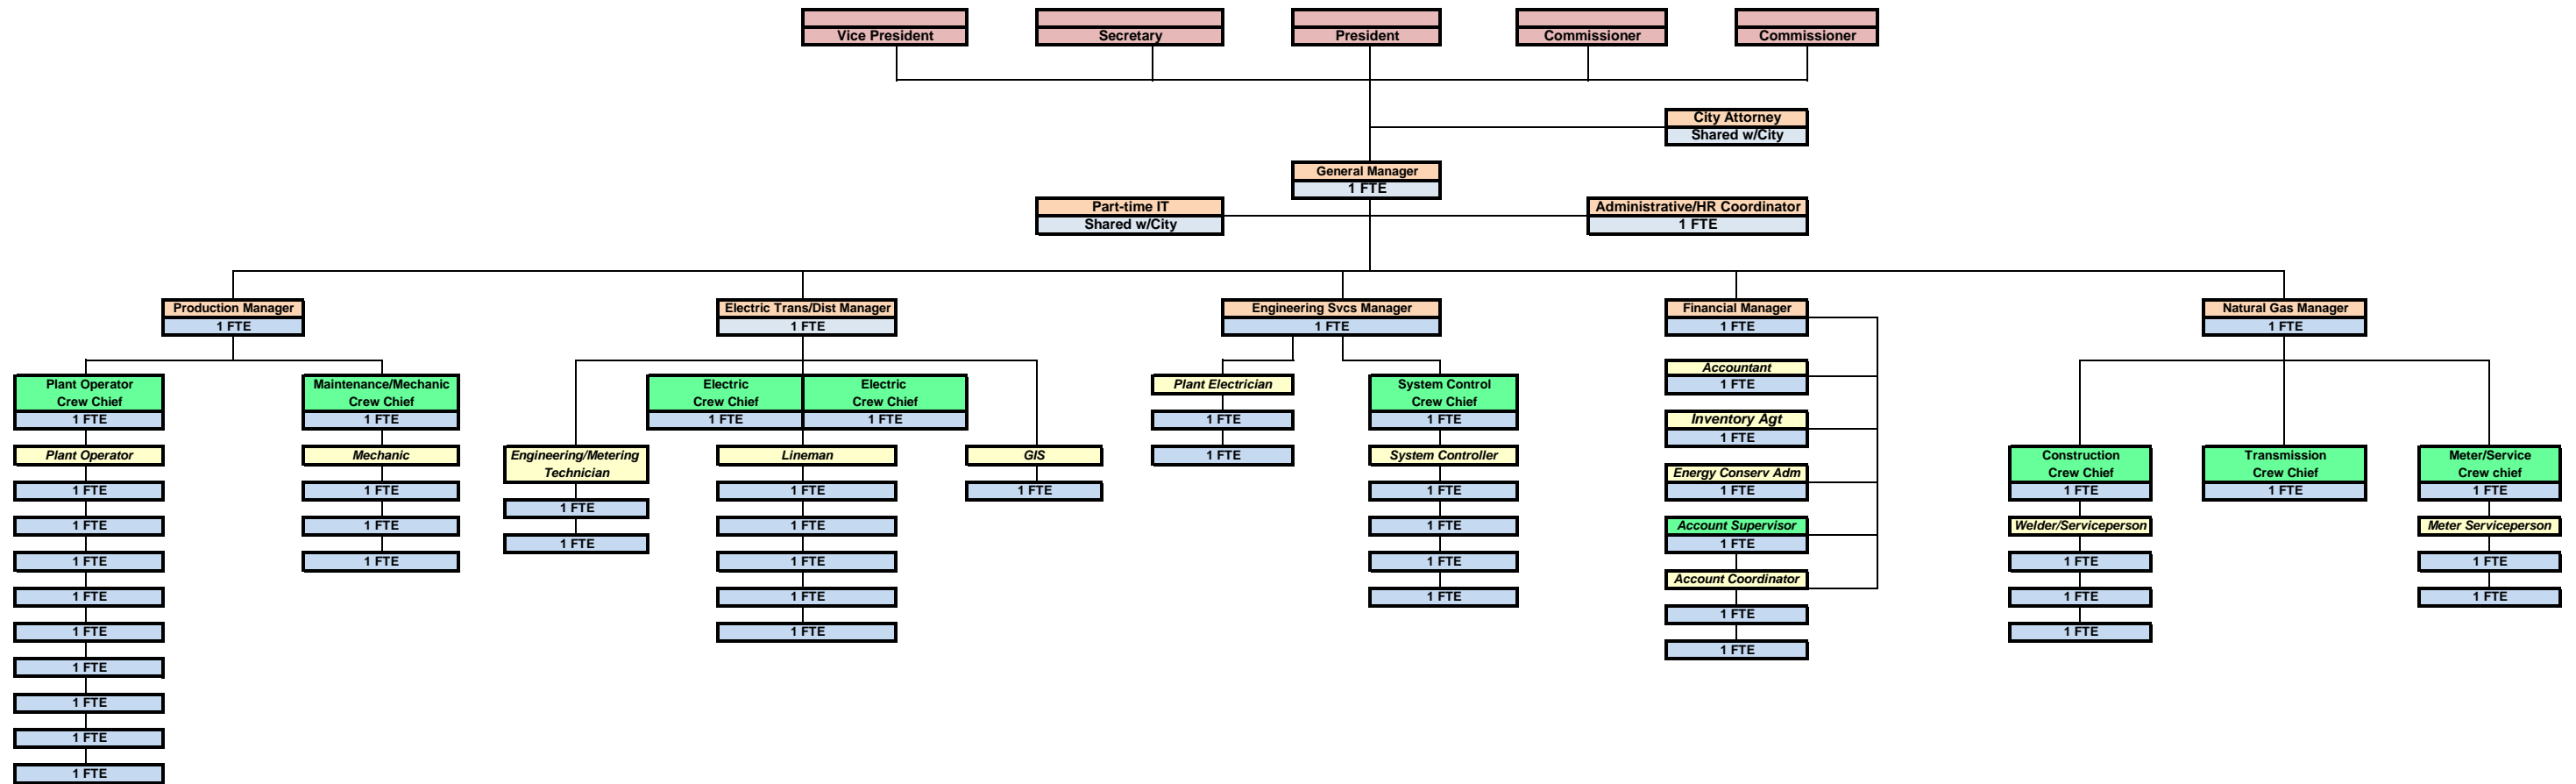 Vice President
Secretary
President
Commissioner
Commissioner
City Attorney
Shared w/City
General Manager
1 FTE
Part-time IT
Shared w/City
Administrative/HR Coordinator
1 FTE
Production Manager
1 FTE
Plant Operator
Crew Chief
1 FTE
Plant Operator
1 FTE
1 FTE
1 FTE
1 FTE
1 FTE
1 FTE
1 FTE
1 FTE
1 FTE
Maintenance/Mechanic
Crew Chief
1 FTE
Mechanic
1 FTE
1 FTE
1 FTE
Electric Trans/Dist Manager
1 FTE
Engineering/Metering
Technician
1 FTE
1 FTE
Electric
Crew Chief
1 FTE
Electric
Crew Chief
1 FTE
Lineman
1 FTE
1 FTE
1 FTE
1 FTE
1 FTE
GIS
1 FTE
Engineering Svcs Manager
1 FTE
Plant Electrician
1 FTE
1 FTE
System Control
Crew Chief
1 FTE
System Controller
1 FTE
1 FTE
1 FTE
1 FTE
Financial Manager
1 FTE
Accountant
1 FTE
Inventory Agt
1 FTE
Energy Conserv Adm
1 FTE
Account Supervisor
1 FTE
Account Coordinator
1 FTE
1 FTE
Natural Gas Manager
1 FTE
Construction
Crew Chief
1 FTE
Welder/Serviceperson
1 FTE
1 FTE
1 FTE
Transmission
Crew Chief
1 FTE
Meter/Service
Crew chief
1 FTE
Meter Serviceperson
1 FTE
1 FTE